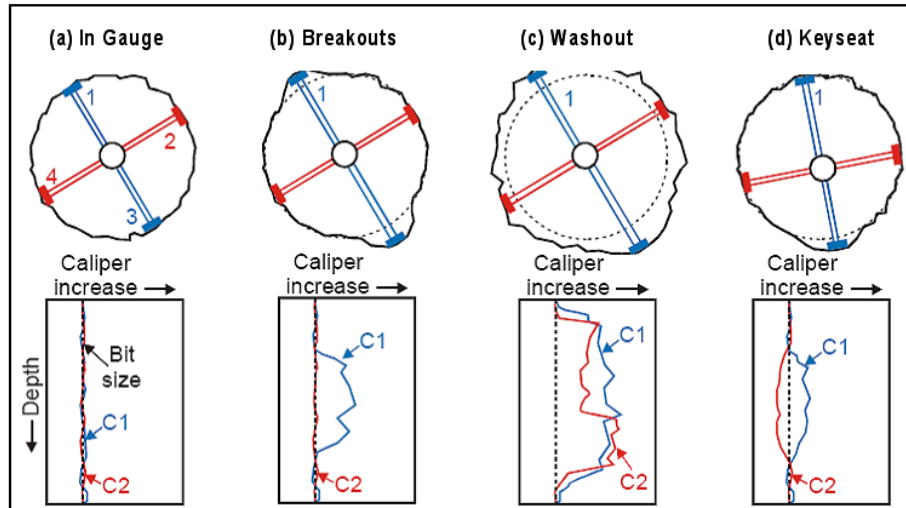 (a) In Gauge
(b) Breakouts
(c) Washout
(d) Keyseat
1
2
4
3
1
1
1
Caliper
increase
Caliper
increase
Caliper
increase
Caliper
increase
Depth
Bit
size
C1
C2
C1
C2
C1
C2
C1
C2